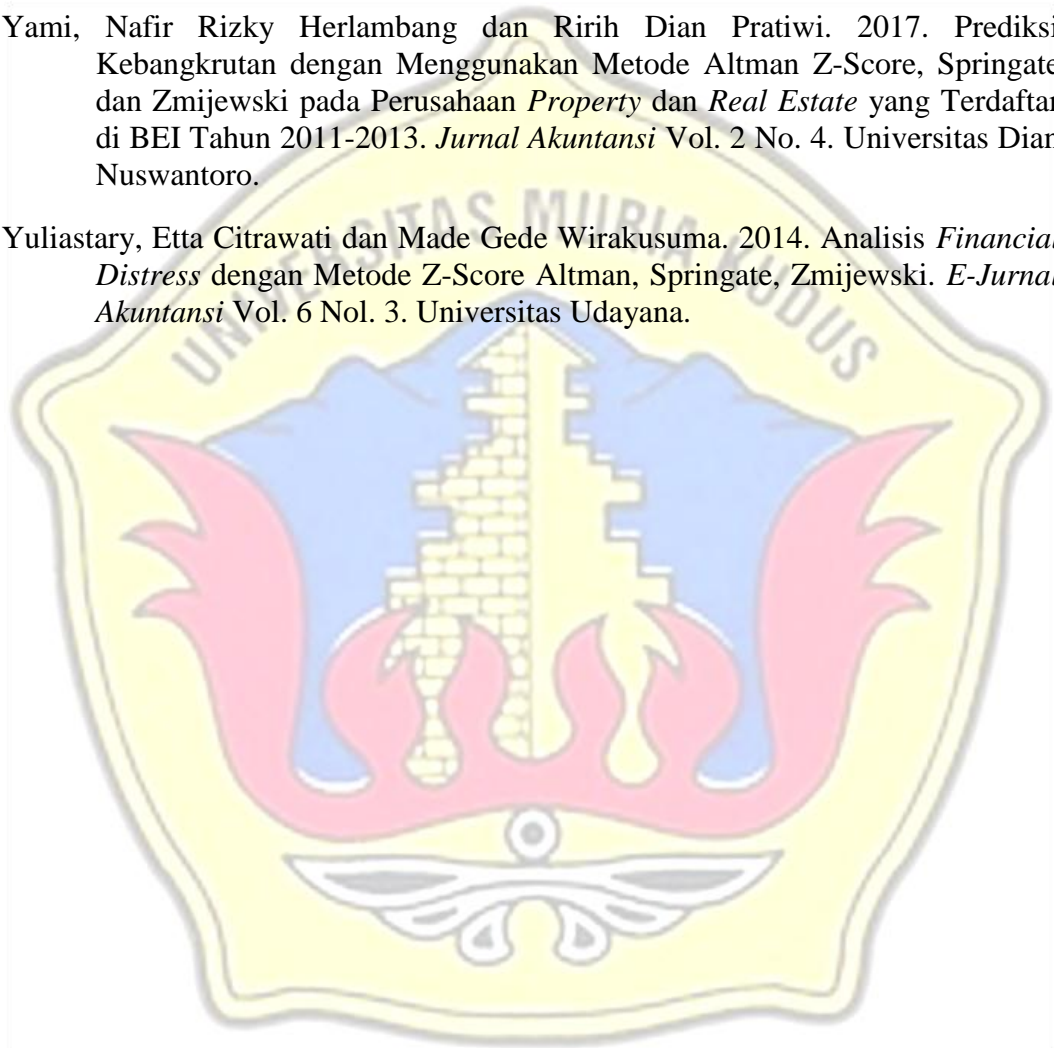 Yami, Nafir Rizky Herlambang dan Ririh Dian Pratiwi. 2017. Prediksi
Kebangkrutan dengan Menggunakan Metode Altman Z-Score, Springate
dan Zmijewski pada Perusahaan Property dan Real Estate yang Terdaftar
di BEI Tahun 2011-2013. Jurnal Akuntansi Vol. 2 No. 4. Universitas Dian
Nuswantoro.
Yuliastary, Etta Citrawati dan Made Gede Wirakusuma. 2014. Analisis Financial
Distress dengan Metode Z-Score Altman, Springate, Zmijewski. E-Jurnal
Akuntansi Vol. 6 Nol. 3. Universitas Udayana.
UNIVERSITAS MURIA KUDUS